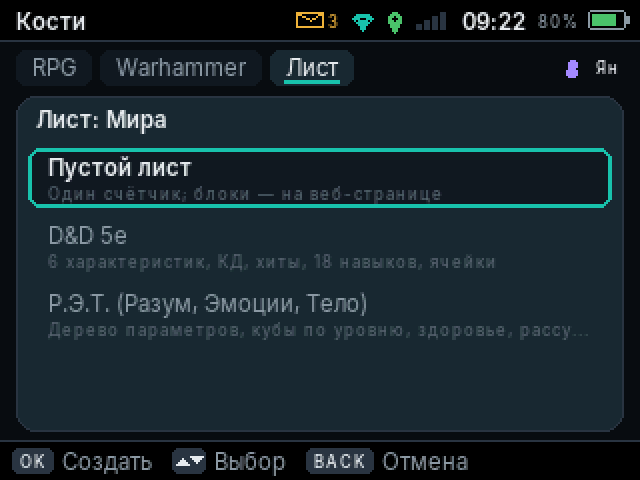 Кости 3 09:22 80%
RPG Warhammer Лист Ян
Лист: Мира
Пустой лист
Один счётчик; блоки — на веб-странице
D&D 5e
6 характеристик, КД, хиты, 18 навыков, ячейки
Р.Э.Т. (Разум, Эмоции, Тело)
Дерево параметров, кубы по уровню, здоровье, рассу...
OK Создать Выбор BACK Отмена